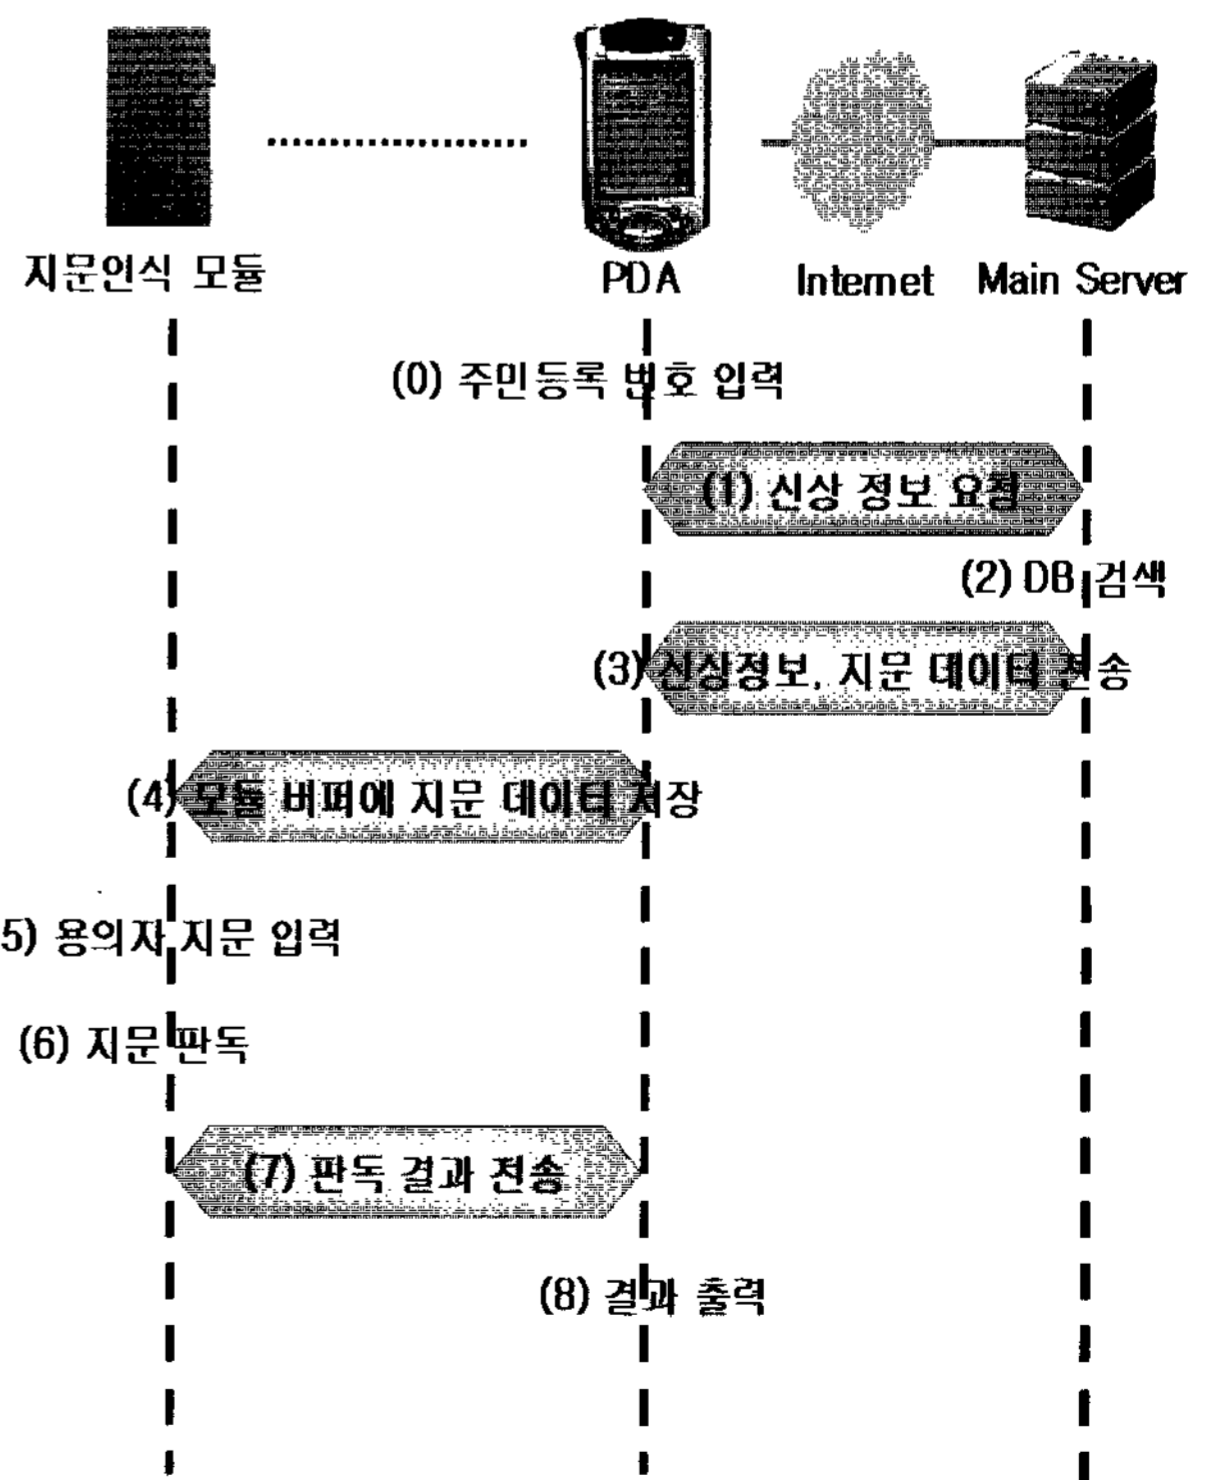 지문인식 모듈
PDA
Internet
Main Server
(0) 주민등록 번호 입력
(1) 신상 정보 요청
(2) DB 검색
(3) 신상정보, 지문 데이터 전송
(4) 모듈 버퍼에 지문 데이터 저장
5) 용의자 지문 입력
(6) 지문 판독
(7) 판독 결과 전송
(8) 결과 출력